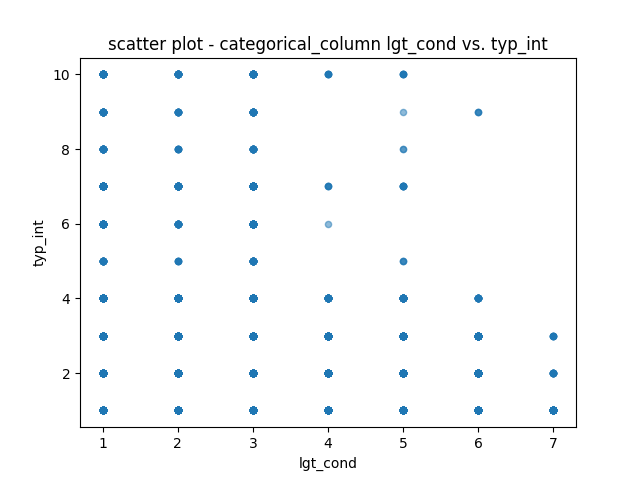 scatter plot - categorical_column lgt_cond vs. typ_int
10
8
6
4
2
typ_int
1 2 3 4 5 6 7
lgt_cond